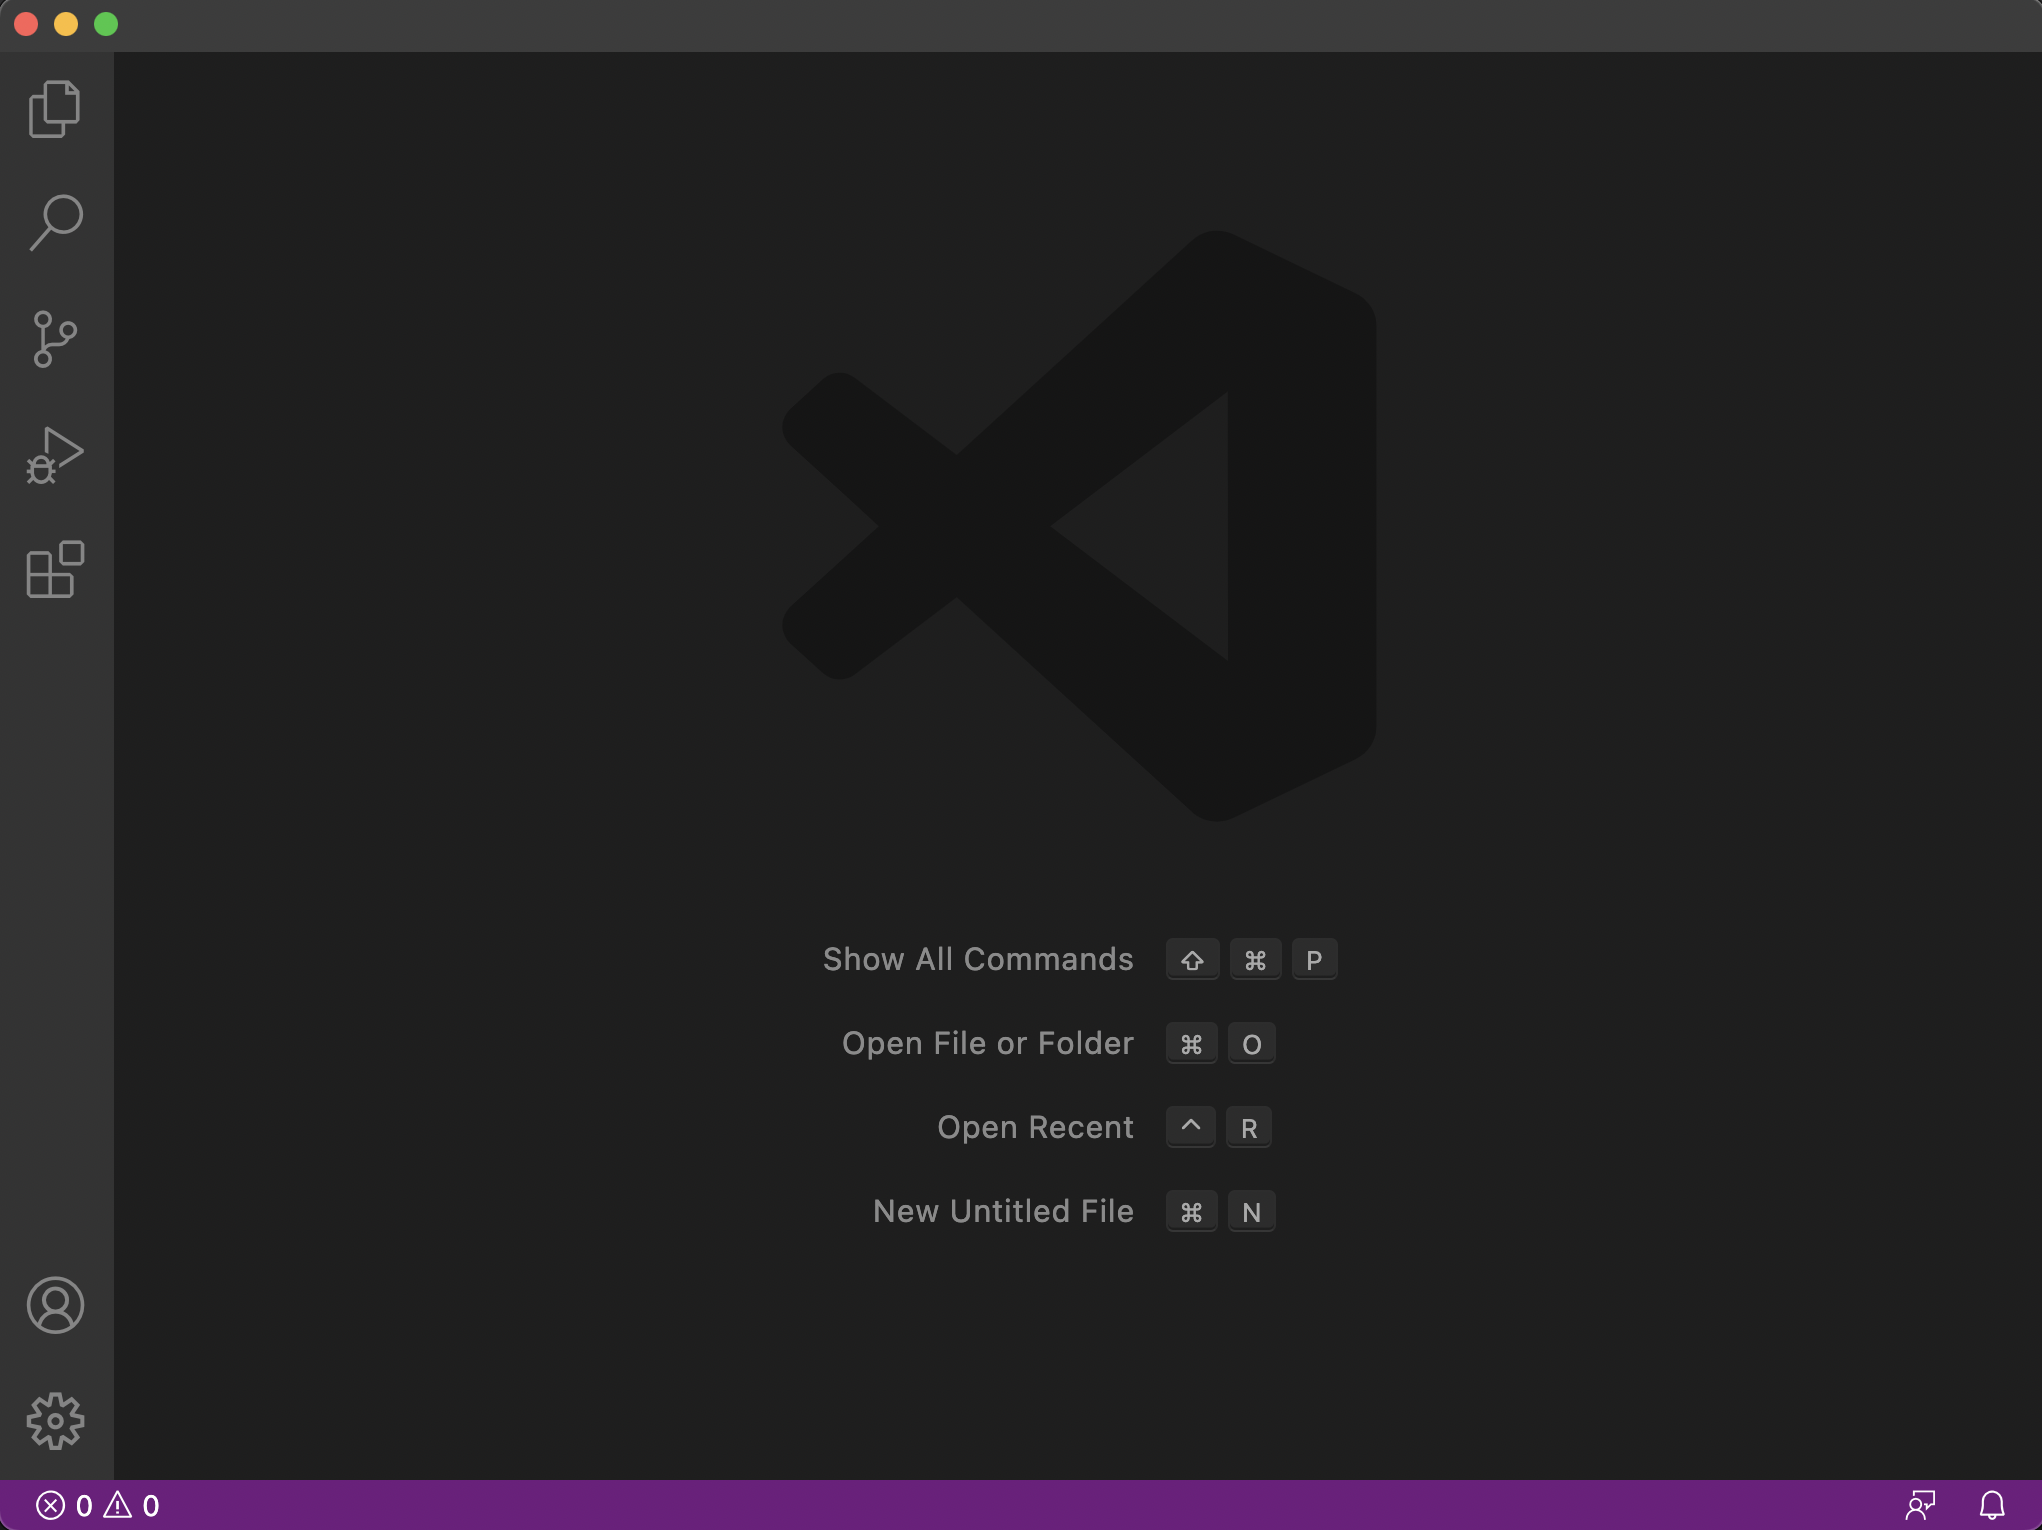 Show All Commands ⇧ ⌘ P
Open File or Folder ⌘ O
Open Recent ^ R
New Untitled File ⌘ N
0 0